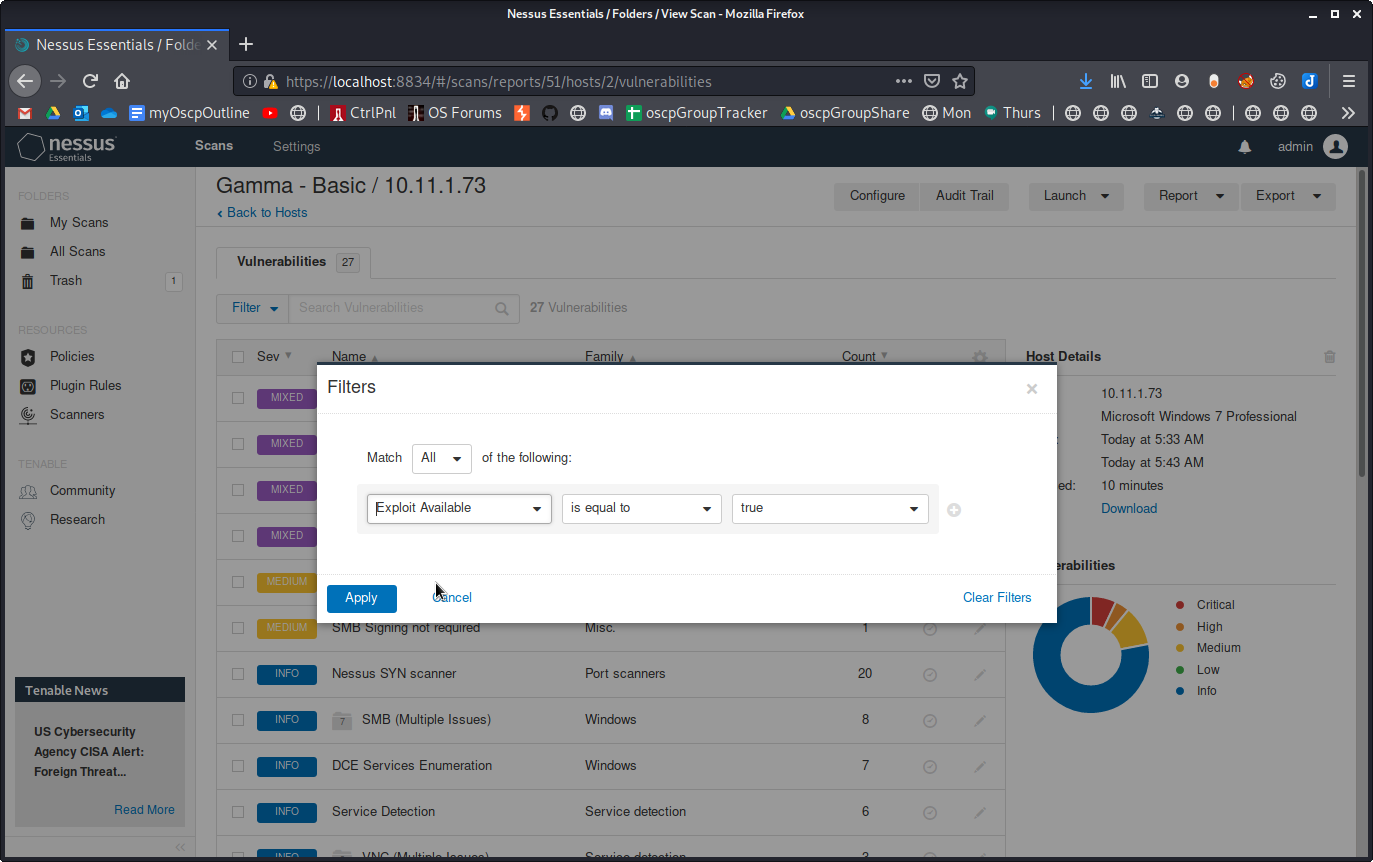 Nessus Essentials / Folders / View Scan - Mozilla Firefox
Nessus Essentials / Folde
https://localhost:8834/#/scans/reports/51/hosts/2/vulnerabilities
myOscpOutline CtrlPnl OS Forums oscpGroupTracker oscpGroupShare Mon Thurs
nessus Essentials Scans Settings admin
FOLDERS
My Scans
All Scans
Trash 1
RESOURCES
Policies
Plugin Rules
Scanners
TENABLE
Community
Research
Tenable News
US Cybersecurity
Agency CISA Alert:
Foreign Threat...
Read More
Gamma - Basic / 10.11.1.73
Back to Hosts
Configure Audit Trail Launch Report Export
Vulnerabilities 27
Filter Search Vulnerabilities 27 Vulnerabilities
Sev Name Family Count
MIXED
MIXED
MIXED
MIXED
MEDIUM
MEDIUM SMB Signing not required Misc. 1
INFO Nessus SYN scanner Port scanners 20
INFO 7 SMB (Multiple Issues) Windows 8
INFO DCE Services Enumeration Windows 7
INFO Service Detection Service detection 6
INFO VNC (Multiple Issues) Service detection
Filters
Match All of the following:
Exploit Available is equal to true
Apply Cancel Clear Filters
Host Details
10.11.1.73
Microsoft Windows 7 Professional
Today at 5:33 AM
Today at 5:43 AM
ed: 10 minutes
Download
erabilities
Critical
High
Medium
Low
Info